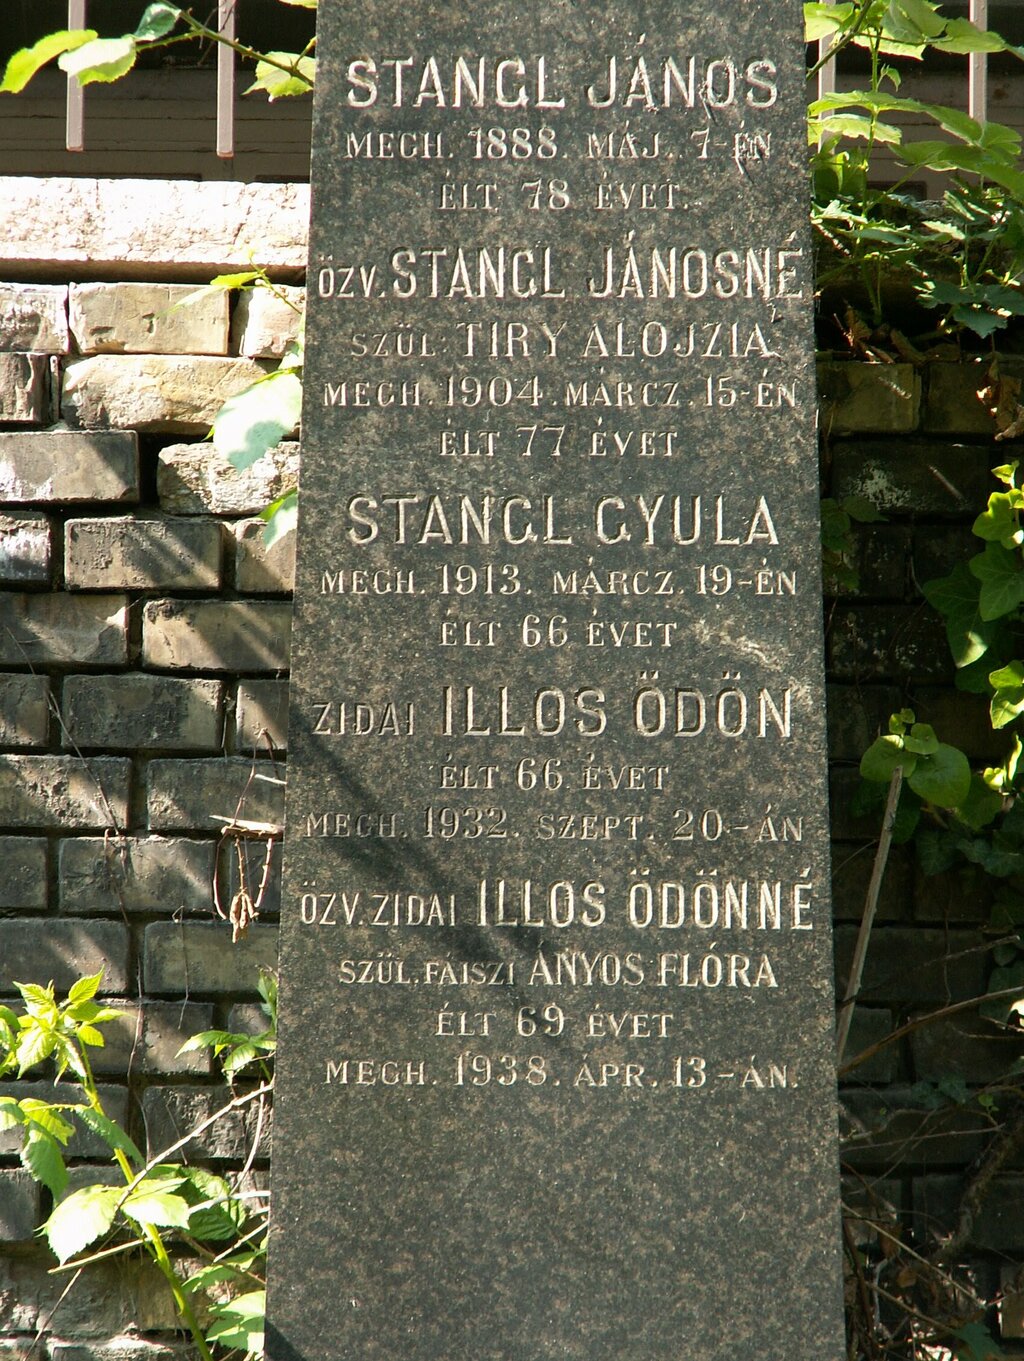 STANGL JÁNOS
MEGH. 1888. MÁJ. 7-ÉN
ÉLT 78 ÉVET.
ÖZV. STANGL JÁNOSNÉ
SZÜL. TIRY ALOJZIA
MEGH. 1904. MÁRCZ. 15-ÉN
ÉLT 77 ÉVET
STANGL GYULA
MEGH. 1913. MÁRCZ. 19-ÉN
ÉLT 66 ÉVET
ZIDAI ILLOS ÖDÖN
ÉLT 66 ÉVET
MEGH. 1932. SZEPT. 20.-ÁN
ÖZV. ZIDAI ILLOS ÖDÖNNÉ
SZÜL. FÁISZI ÁNYOS FLÓRA
ÉLT 69 ÉVET
MEGH. 1938. ÁPR. 13-ÁN.